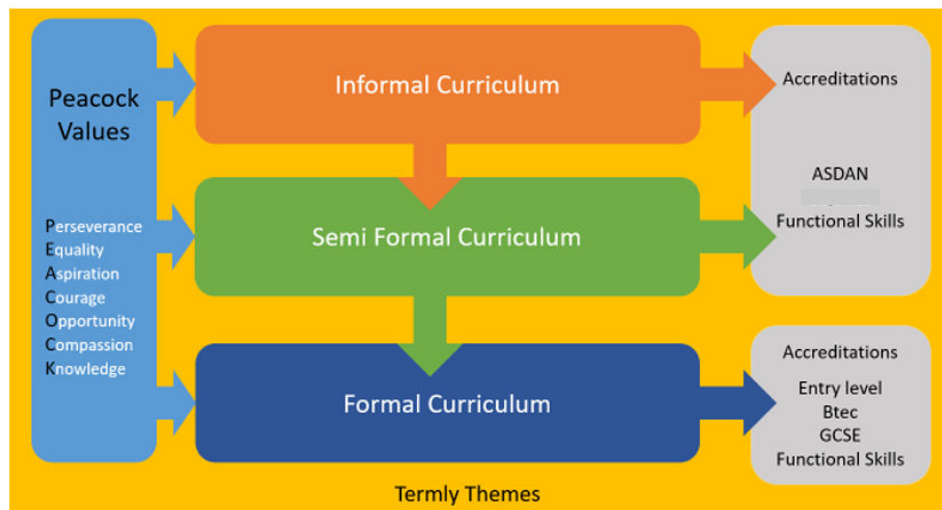 Peacock
Values
Perseverance
Equality
Aspiration
Courage
Opportunity
Compassion
Knowledge
Informal Curriculum
Semi Formal Curriculum
Formal Curriculum
Accreditations
ASDAN
Functional Skills
Accreditations
Entry level
Btec
GCSE
Functional Skills
Termly Themes